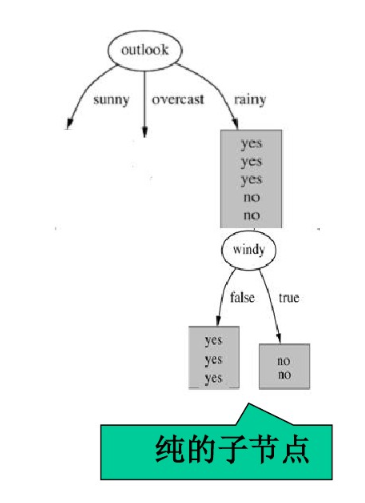 outlook
sunny overcast rainy
yes
yes
yes
no
no
windy
false true
yes
yes
yes
no
no
纯的子节点